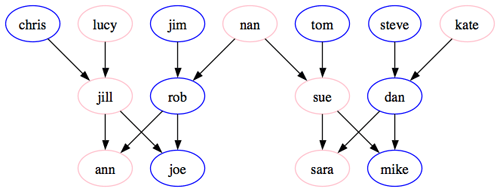 chris lucy jim nan tom steve kate
jill rob sue dan
ann joe sara mike